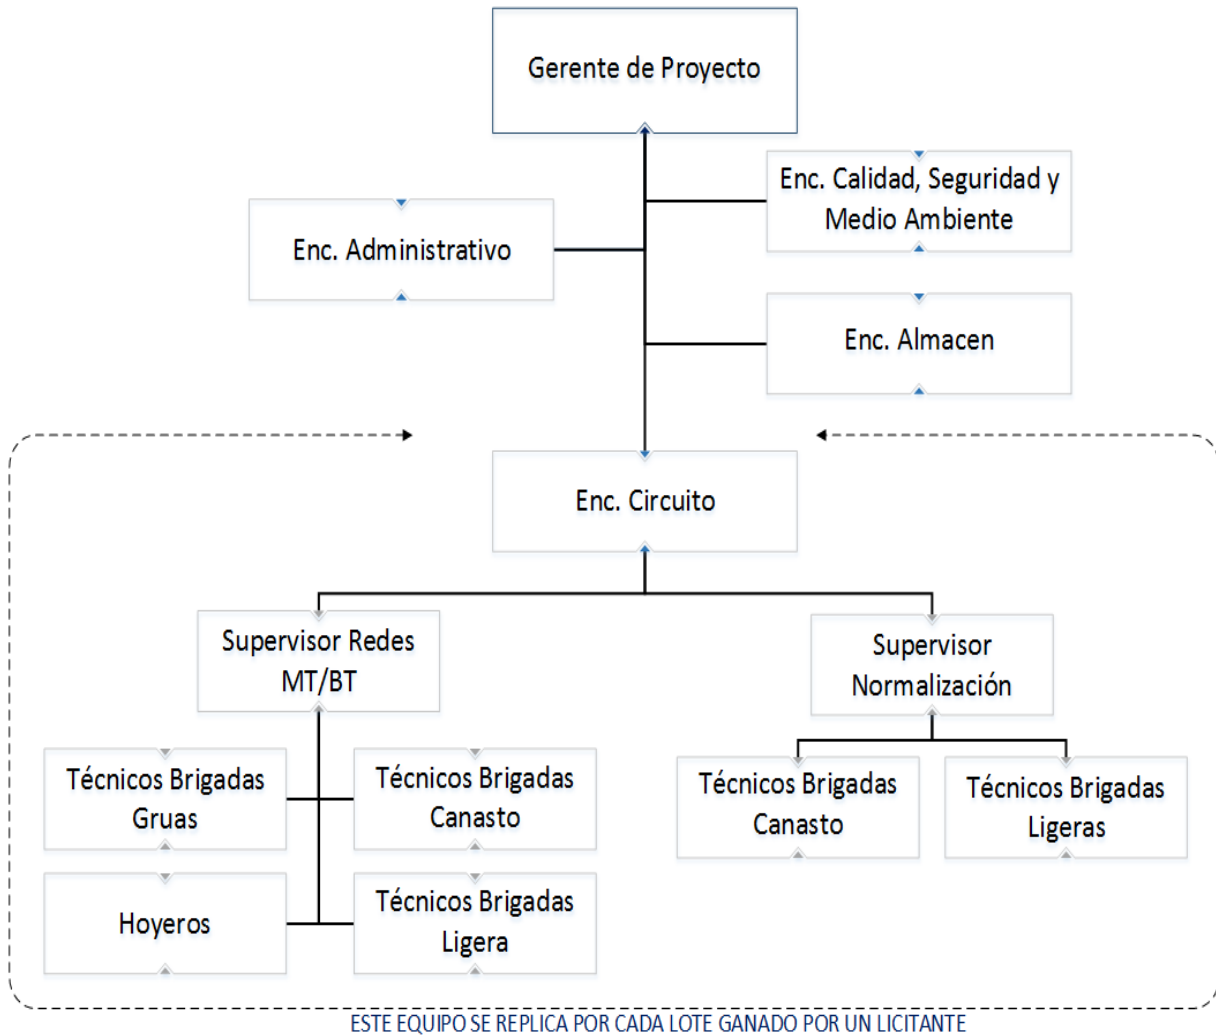 Gerente de Proyecto
Enc. Calidad, Seguridad y
Medio Ambiente
Enc. Administrativo
Enc. Almacen
Enc. Circuito
Supervisor Redes
MT/BT
Supervisor
Normalización
Técnicos Brigadas
Gruas
Técnicos Brigadas
Canasto
Técnicos Brigadas
Canasto
Técnicos Brigadas
Ligeras
Hoyeros
Técnicos Brigadas
Ligera
ESTE EQUIPO SE REPLICA POR CADA LOTE GANADO POR UN LICITANTE